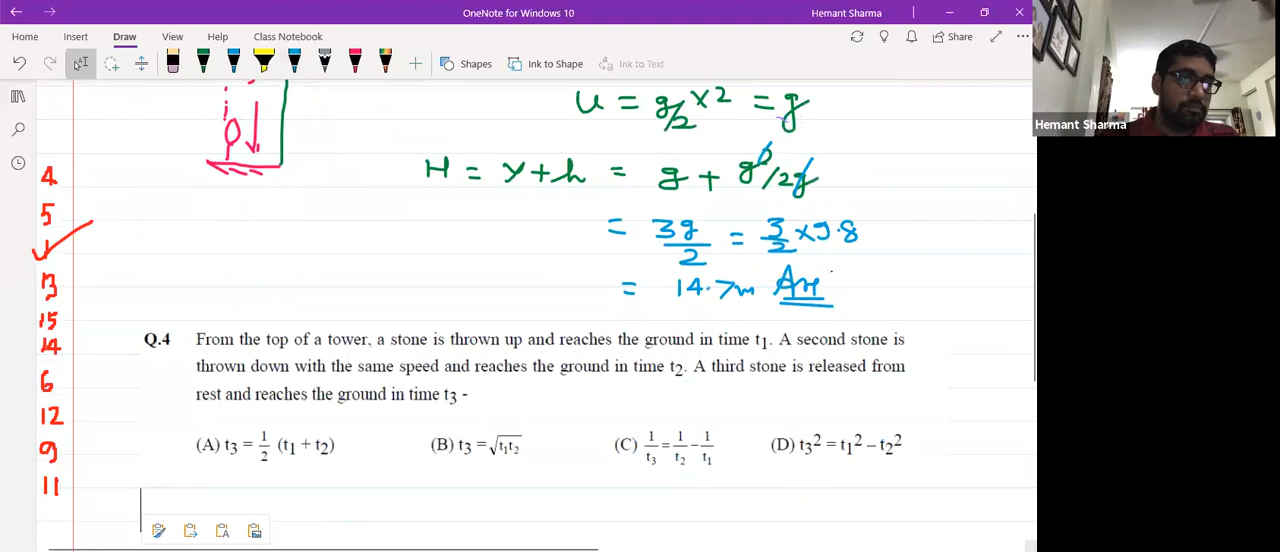 OneNote for Windows 10
Hemant Sharma
Home Insert Draw View Help Class Notebook
Share
Shapes
Ink to Shape
Ink to Text
U = g/2 x 2 = g
H = y + h = g + g²/2g
= 3g/2 = 3/2 x 9.8
= 14.7m Ans
4
5
1
13
15
14
6
12
9
11
Q.4 From the top of a tower, a stone is thrown up and reaches the ground in time t₁. A second stone is
thrown down with the same speed and reaches the ground in time t₂. A third stone is released from
rest and reaches the ground in time t₃ -
(A) t₃ = 1/2 (t₁ + t₂) (B) t₃ = √t₁t₂ (C) 1/t₃ = 1/t₂ − 1/t₁ (D) t₃² = t₁² − t₂²
Hemant Sharma